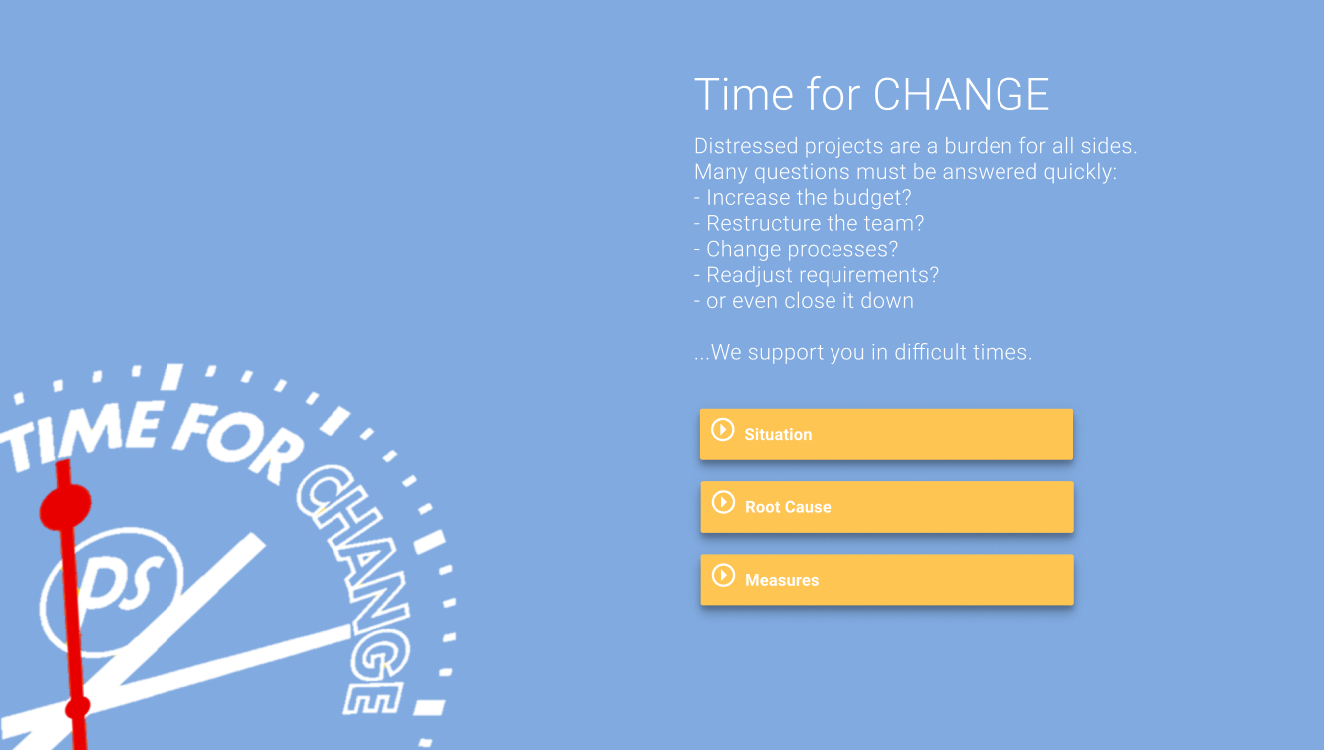 Time for CHANGE
Distressed projects are a burden for all sides.
Many questions must be answered quickly:
- Increase the budget?
- Restructure the team?
- Change processes?
- Readjust requirements?
- or even close it down
...We support you in difficult times.
Situation
Root Cause
Measures
TIME FOR CHANGE
PS